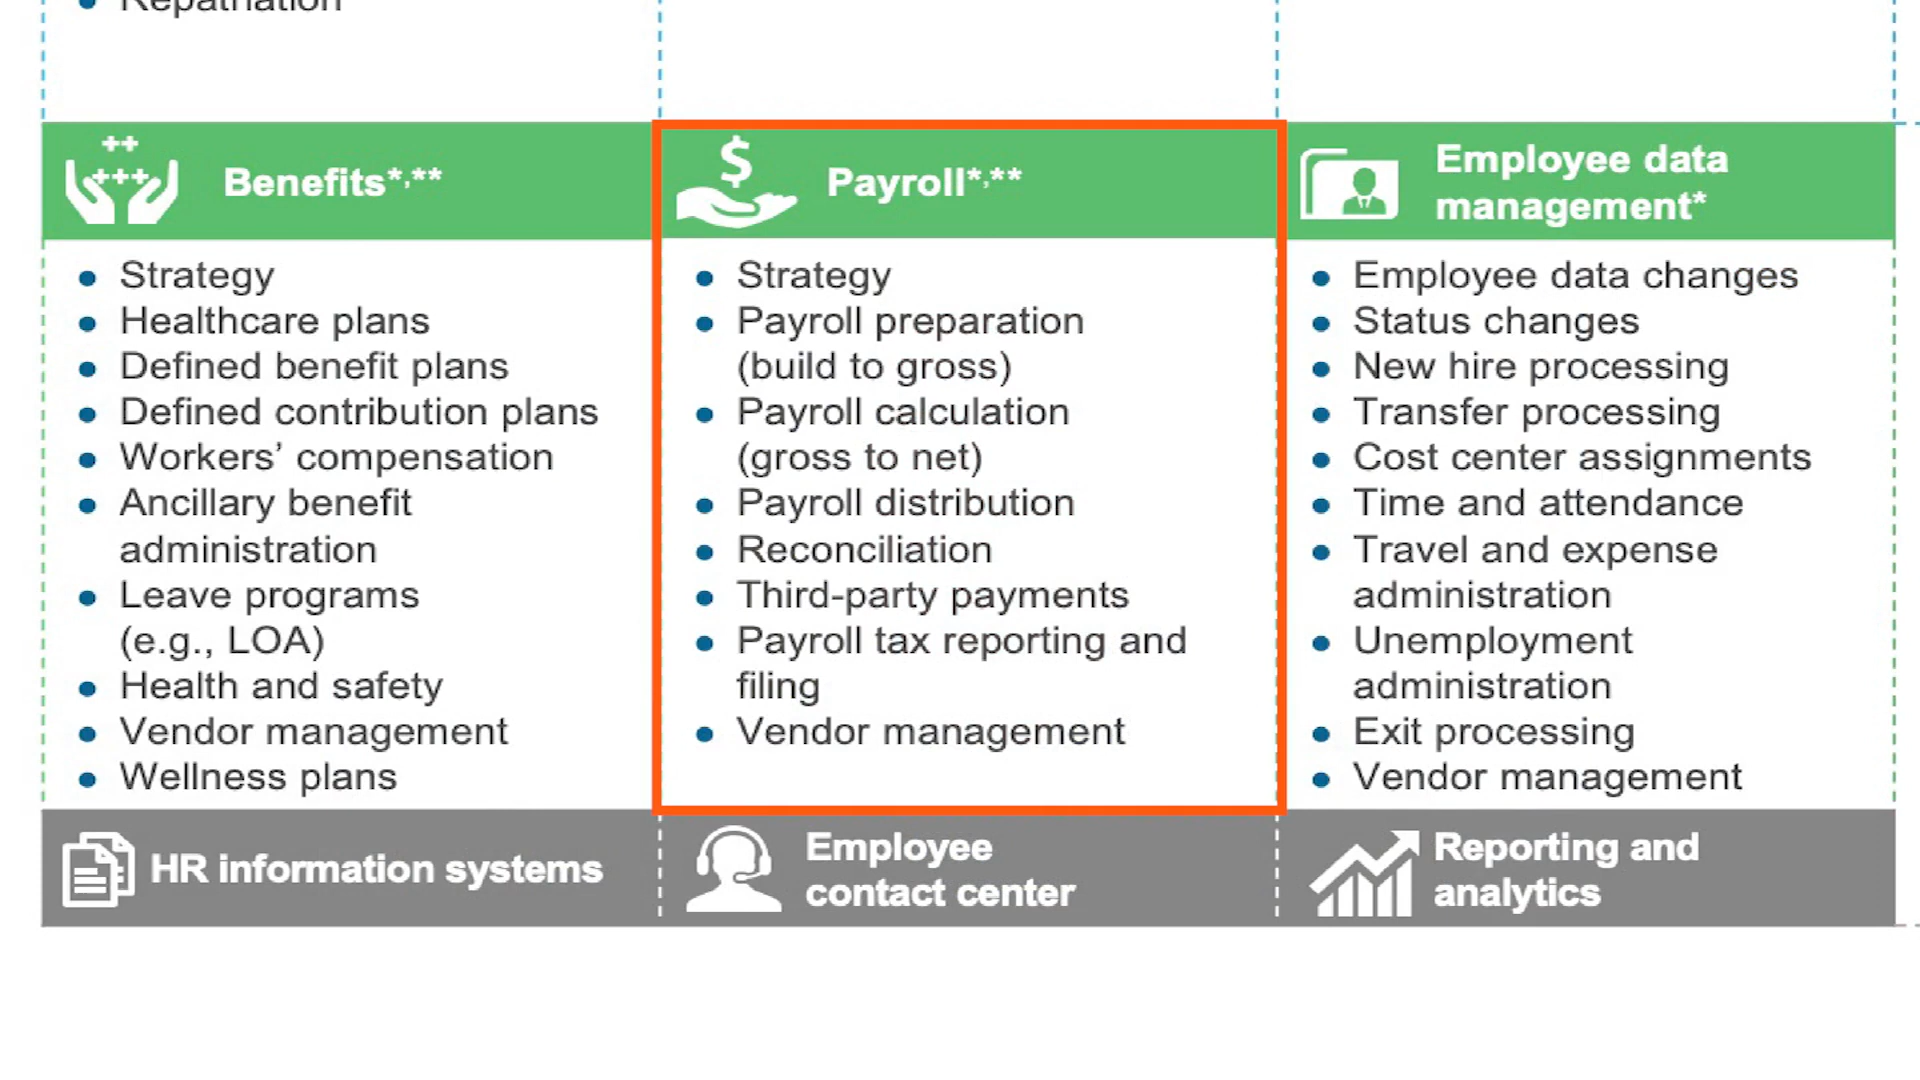 Repatriation
Benefits*,**
Strategy
Healthcare plans
Defined benefit plans
Defined contribution plans
Workers’ compensation
Ancillary benefit
administration
Leave programs
(e.g., LOA)
Health and safety
Vendor management
Wellness plans
Payroll*,**
Strategy
Payroll preparation
(build to gross)
Payroll calculation
(gross to net)
Payroll distribution
Reconciliation
Third-party payments
Payroll tax reporting and
filing
Vendor management
Employee data
management*
Employee data changes
Status changes
New hire processing
Transfer processing
Cost center assignments
Time and attendance
Travel and expense
administration
Unemployment
administration
Exit processing
Vendor management
HR information systems
Employee
contact center
Reporting and
analytics